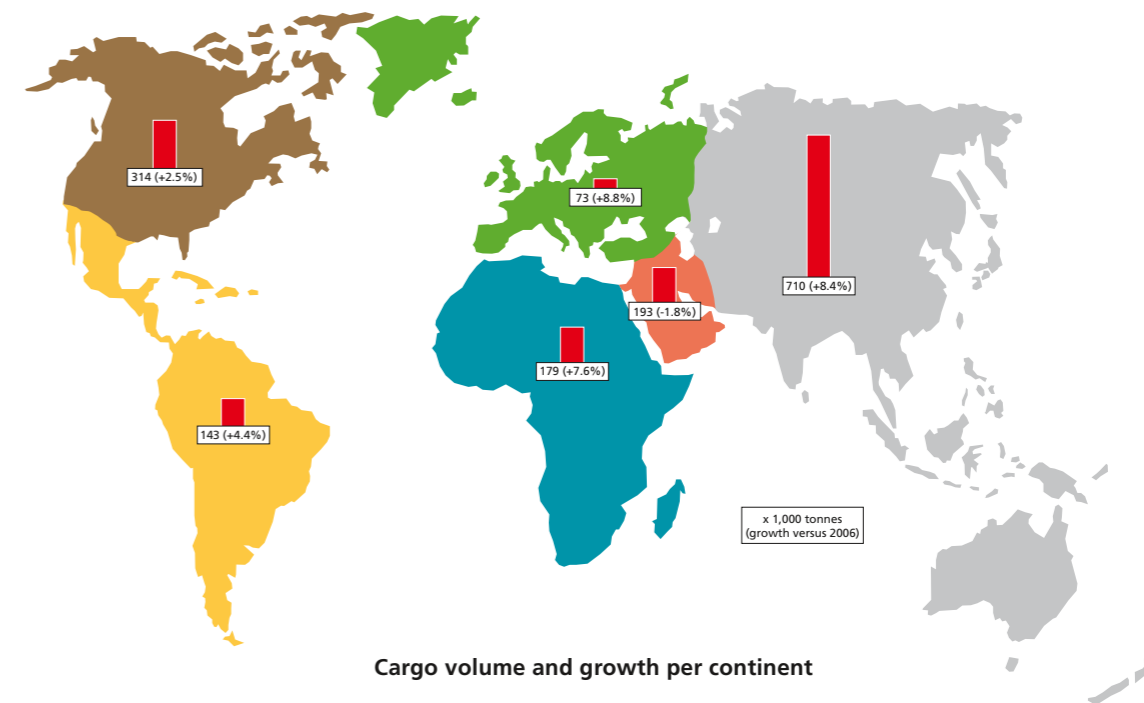 314 (+2.5%)
73 (+8.8%)
710 (+8.4%)
193 (-1.8%)
179 (+7.6%)
143 (+4.4%)
x 1,000 tonnes
(growth versus 2006)
Cargo volume and growth per continent